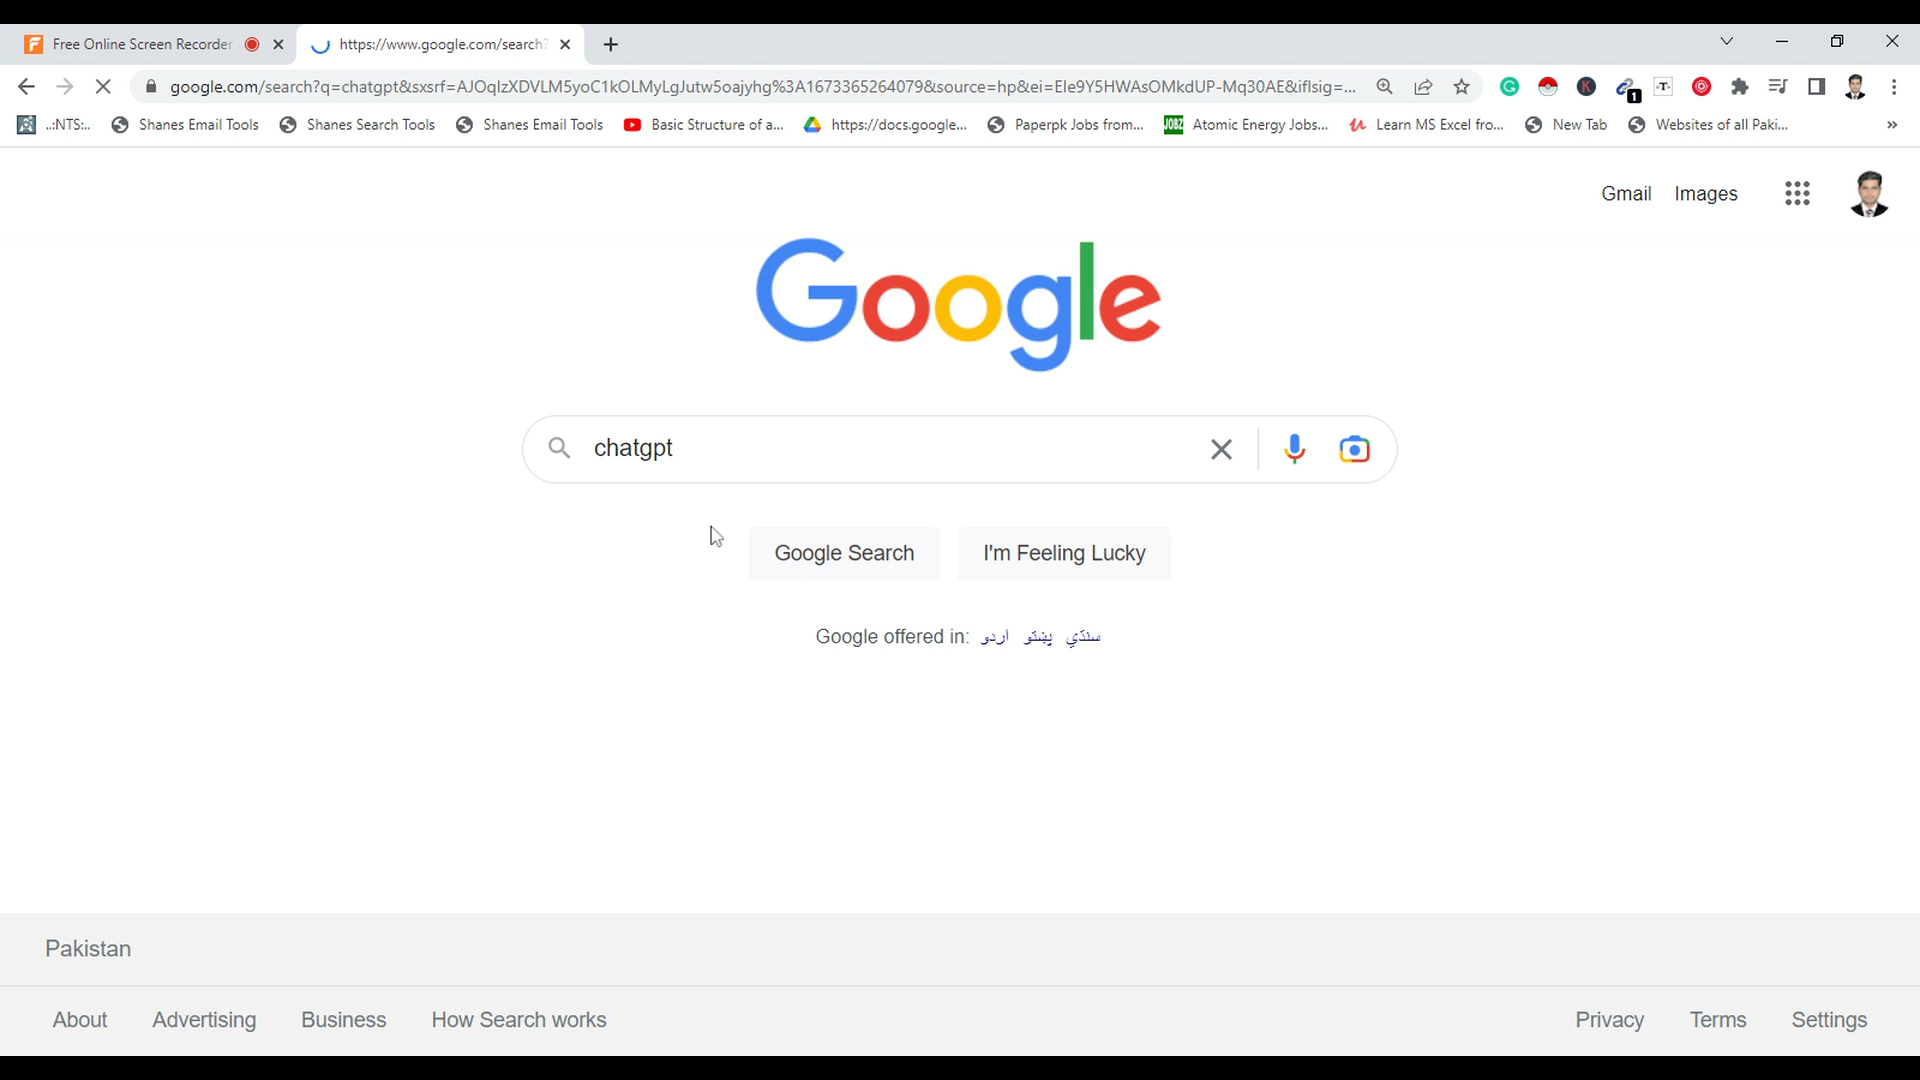 Free Online Screen Recorder
https://www.google.com/search?
google.com/search?q=chatgpt&sxsrf=AJOqlzXDVLM5yoC1kOLMyLgJutw5oajyhg%3A1673365264079&source=hp&ei=Ele9Y5HWAsOMkdUP-Mq30AE&iflsig=...
1
-T-
K
..:NTS:..
Shanes Email Tools
Shanes Search Tools
Shanes Email Tools
Basic Structure of a...
https://docs.google...
Paperpk Jobs from...
JOBZ
Atomic Energy Jobs...
Learn MS Excel fro...
New Tab
Websites of all Paki...
»
Gmail Images
Google
chatgpt
Google Search
I'm Feeling Lucky
Google offered in: اردو پښتو سنڌي
Pakistan
About Advertising Business How Search works
Privacy Terms Settings